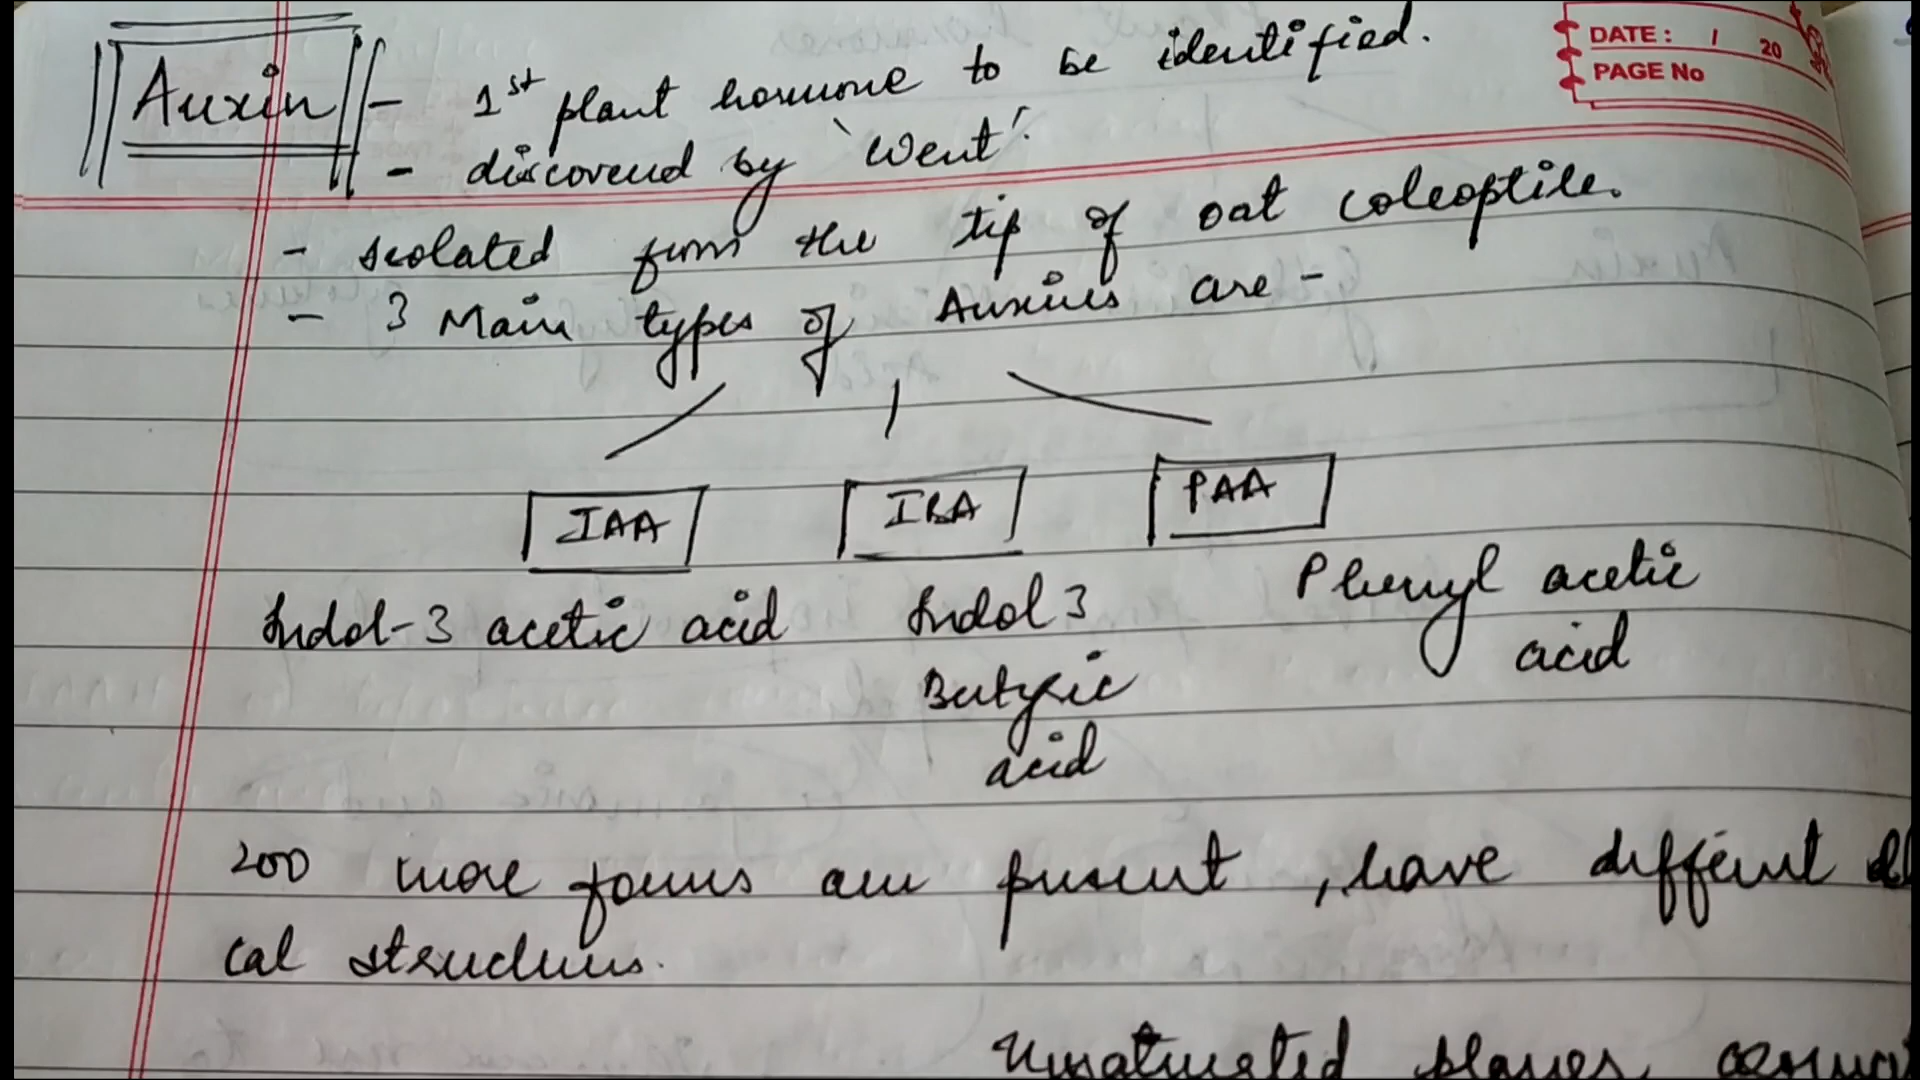 Auxin - 1st plant hormone to be identified.
- discovered by 'Went'.
- isolated from the tip of oat coleoptile.
- 3 Main types of Auxins are -
IAA IBA PAA
Indol-3 acetic acid Indol 3 Butyric acid Phenyl acetic acid
200 more forms are present, have different
cal structures.
Unsaturated
DATE: / 20
PAGE No